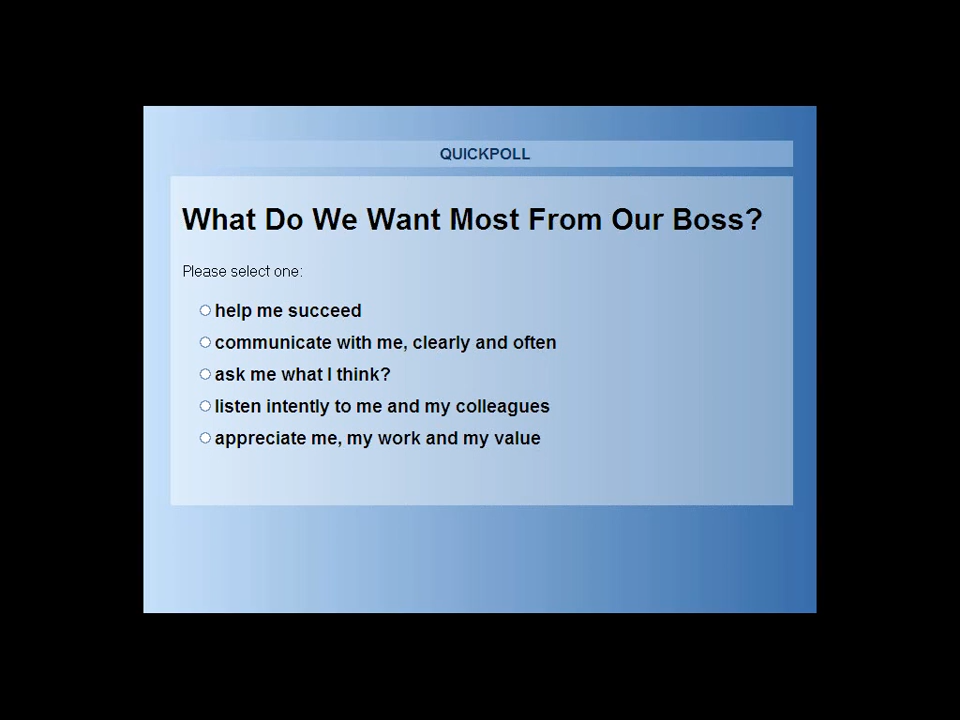 QUICKPOLL
What Do We Want Most From Our Boss?
Please select one:
help me succeed
communicate with me, clearly and often
ask me what I think?
listen intently to me and my colleagues
appreciate me, my work and my value